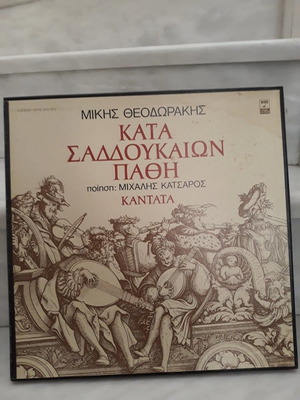 ΜΙΚΗΣ ΘΕΟΔΩΡΑΚΗΣ
ΚΑΤΑ
ΣΑΔΔΟΥΚΑΙΩΝ
ΠΑΘΗ
ποίηση: ΜΙΧΑΛΗΣ ΚΑΤΣΑΡΟΣ
ΚΑΝΤΑΤΑ